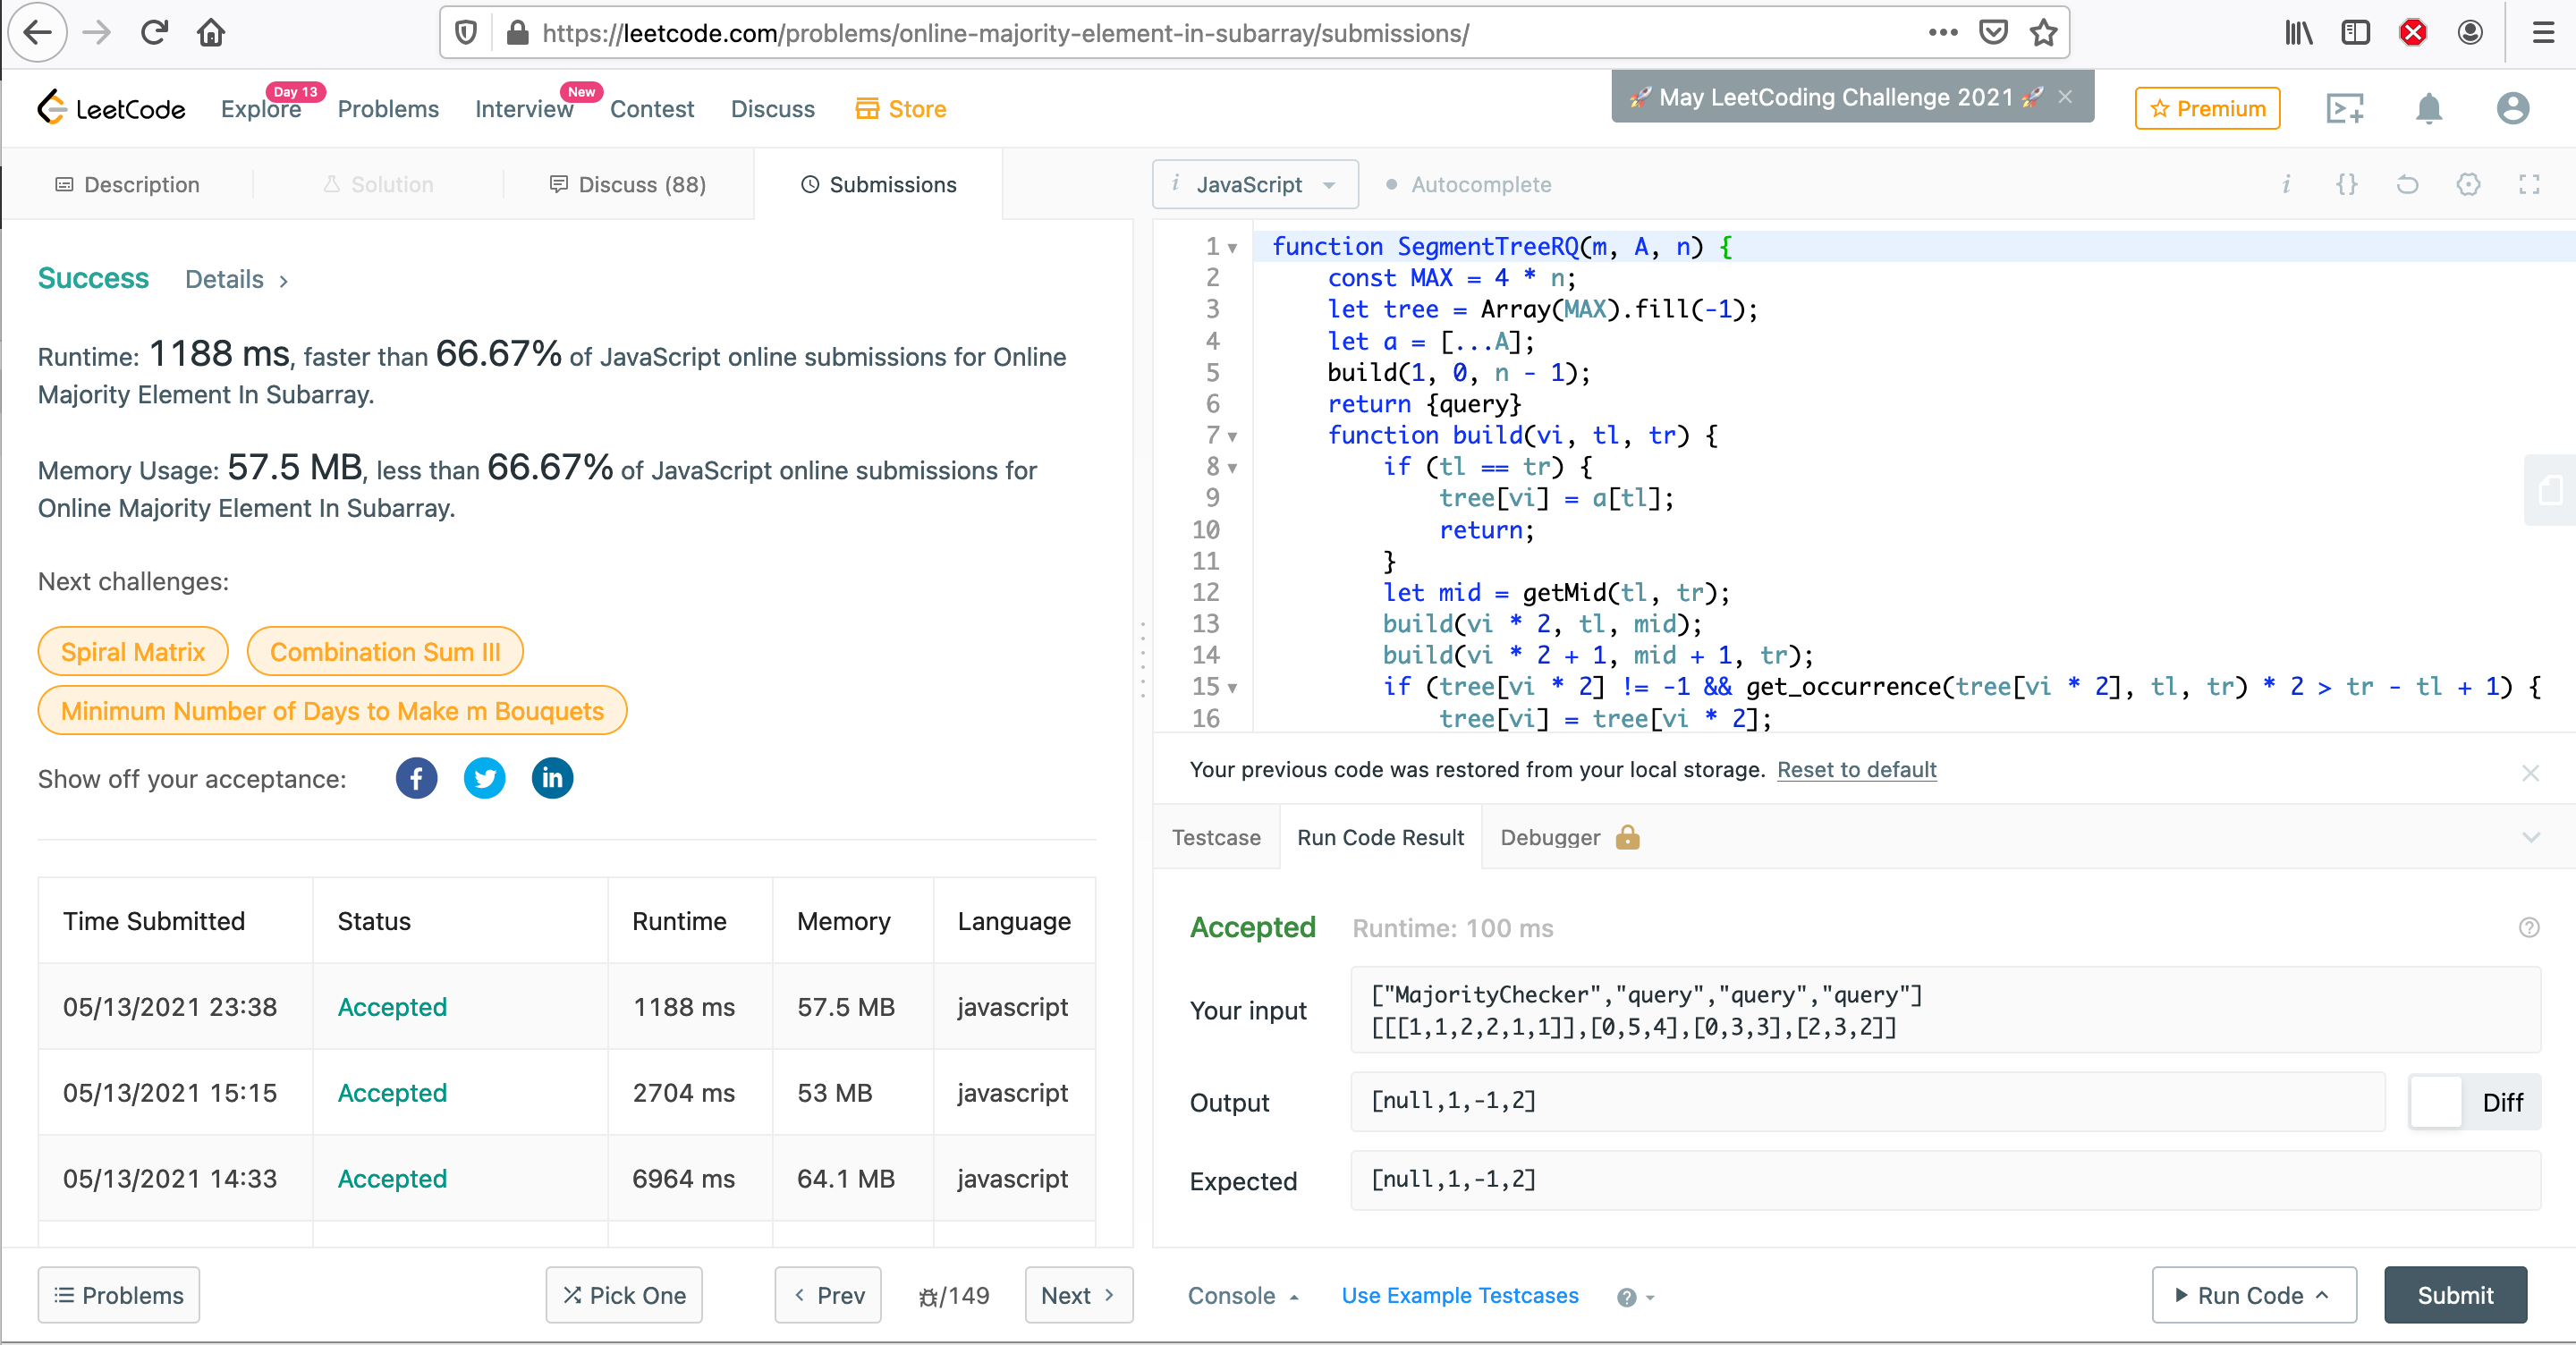 https://leetcode.com/problems/online-majority-element-in-subarray/submissions/
LeetCode
Explore
Day 13
Problems
Interview
New
Contest
Discuss
Store
🚀 May LeetCoding Challenge 2021 🚀 ×
Premium
Description
Solution
Discuss (88)
Submissions
Success Details >
Runtime: 1188 ms, faster than 66.67% of JavaScript online submissions for Online
Majority Element In Subarray.
Memory Usage: 57.5 MB, less than 66.67% of JavaScript online submissions for
Online Majority Element In Subarray.
Next challenges:
Spiral Matrix
Combination Sum III
Minimum Number of Days to Make m Bouquets
Show off your acceptance:
Time Submitted Status Runtime Memory Language
05/13/2021 23:38 Accepted 1188 ms 57.5 MB javascript
05/13/2021 15:15 Accepted 2704 ms 53 MB javascript
05/13/2021 14:33 Accepted 6964 ms 64.1 MB javascript
Problems
Pick One
< Prev
/149
Next >
i JavaScript
Autocomplete
i {}
1 function SegmentTreeRQ(m, A, n) {
2 const MAX = 4 * n;
3 let tree = Array(MAX).fill(-1);
4 let a = [...A];
5 build(1, 0, n - 1);
6 return {query}
7 function build(vi, tl, tr) {
8 if (tl == tr) {
9 tree[vi] = a[tl];
10 return;
11 }
12 let mid = getMid(tl, tr);
13 build(vi * 2, tl, mid);
14 build(vi * 2 + 1, mid + 1, tr);
15 if (tree[vi * 2] != -1 && get_occurrence(tree[vi * 2], tl, tr) * 2 > tr - tl + 1) {
16 tree[vi] = tree[vi * 2];
Your previous code was restored from your local storage. Reset to default
Testcase
Run Code Result
Debugger
Accepted Runtime: 100 ms
Your input
["MajorityChecker","query","query","query"]
[[[1,1,2,2,1,1]],[0,5,4],[0,3,3],[2,3,2]]
Output
[null,1,-1,2]
Diff
Expected
[null,1,-1,2]
Console
Use Example Testcases
Run Code
Submit